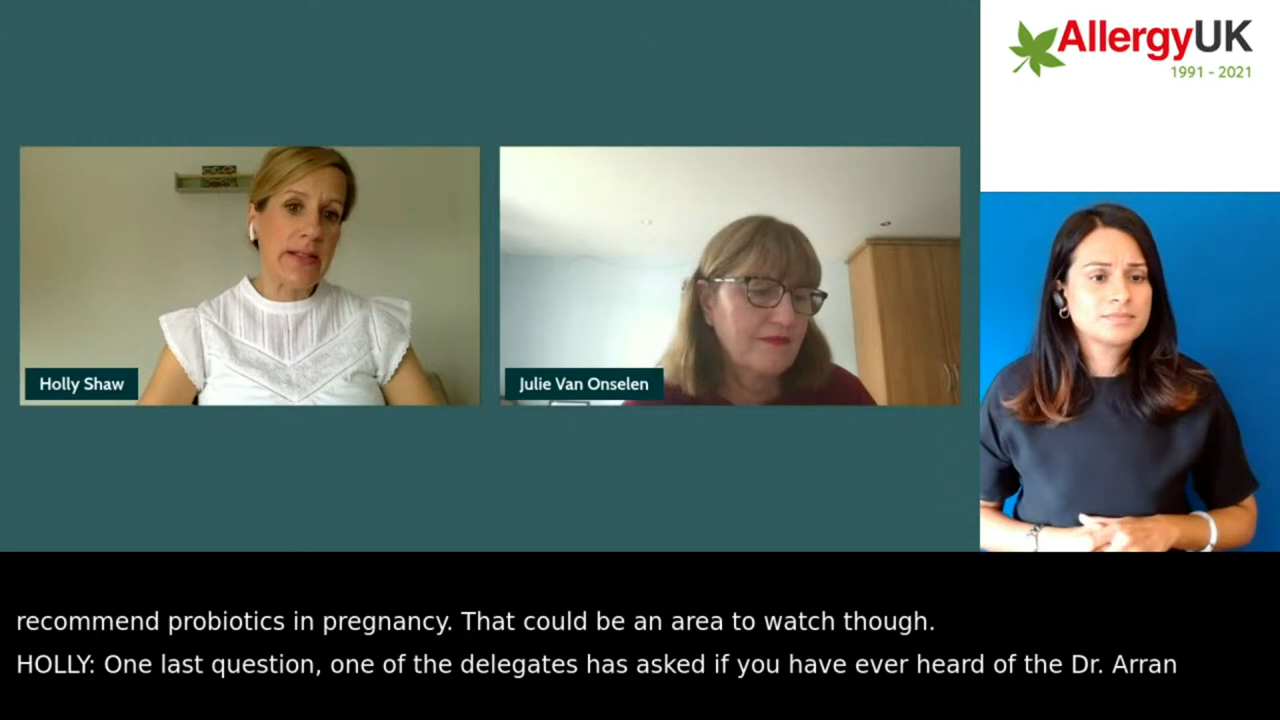 AllergyUK
1991 - 2021
Holly Shaw
Julie Van Onselen
recommend probiotics in pregnancy. That could be an area to watch though.
HOLLY: One last question, one of the delegates has asked if you have ever heard of the Dr. Arran